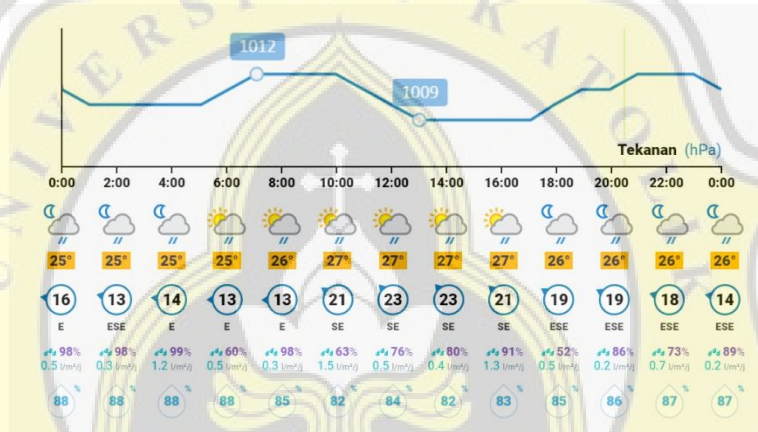 UNIVERSITAS KATOLIK
1012
1009
Tekanan (hPa)
0:00 2:00 4:00 6:00 8:00 10:00 12:00 14:00 16:00 18:00 20:00 22:00 0:00
25° 25° 25° 25° 26° 27° 27° 27° 27° 26° 26° 26° 26°
16 13 14 13 13 21 23 23 21 19 19 18 14
E ESE E E E SE SE SE SE ESE ESE ESE ESE
98% 98% 99% 60% 98% 63% 76% 80% 91% 52% 86% 73% 89%
0.5 l/m²/j 0.3 l/m²/j 1.2 l/m²/j 0.5 l/m²/j 0.3 l/m²/j 1.5 l/m²/j 0.5 l/m²/j 0.4 l/m²/j 1.3 l/m²/j 0.5 l/m²/j 0.2 l/m²/j 0.7 l/m²/j 0.2 l/m²/j
88 % 88 % 88 % 88 % 85 % 82 % 84 % 82 % 83 % 85 % 86 % 87 % 87 %